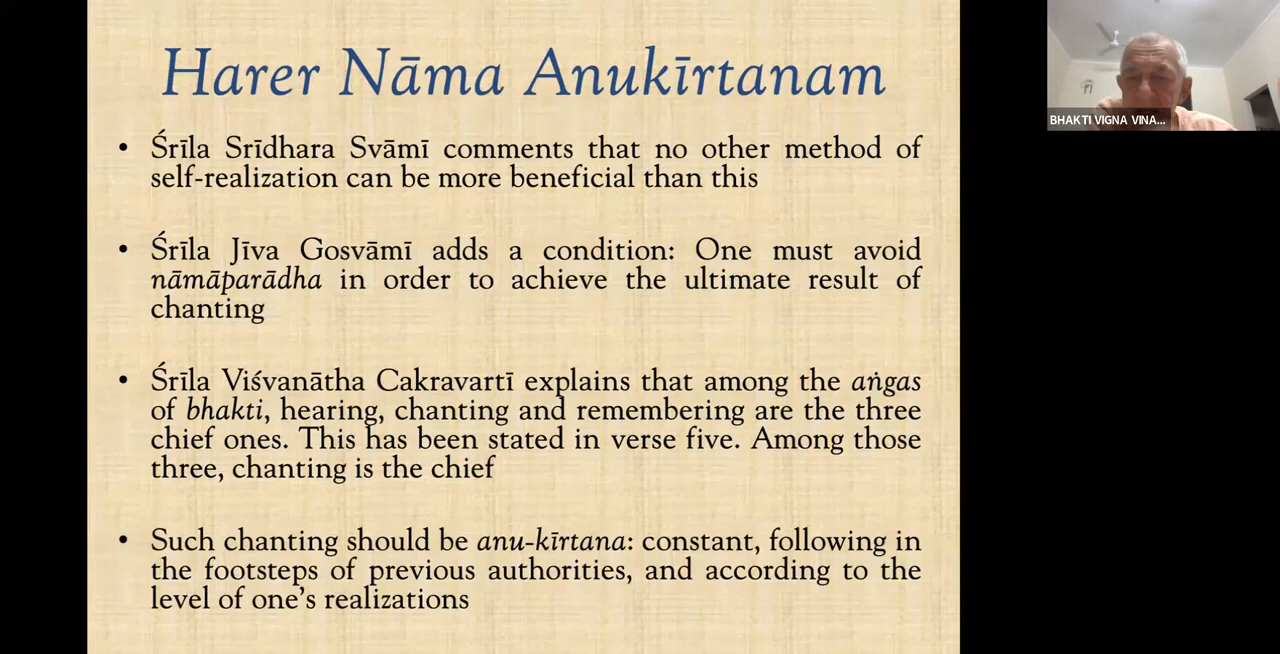 Harer Nāma Anukīrtanam
• Śrīla Srīdhara Svāmī comments that no other method of
self-realization can be more beneficial than this
• Śrīla Jīva Gosvāmī adds a condition: One must avoid
nāmāparādha in order to achieve the ultimate result of
chanting
• Śrīla Viśvanātha Cakravartī explains that among the aṅgas
of bhakti, hearing, chanting and remembering are the three
chief ones. This has been stated in verse five. Among those
three, chanting is the chief
• Such chanting should be anu-kīrtana: constant, following in
the footsteps of previous authorities, and according to the
level of one's realizations
BHAKTI VIGNA VINA...